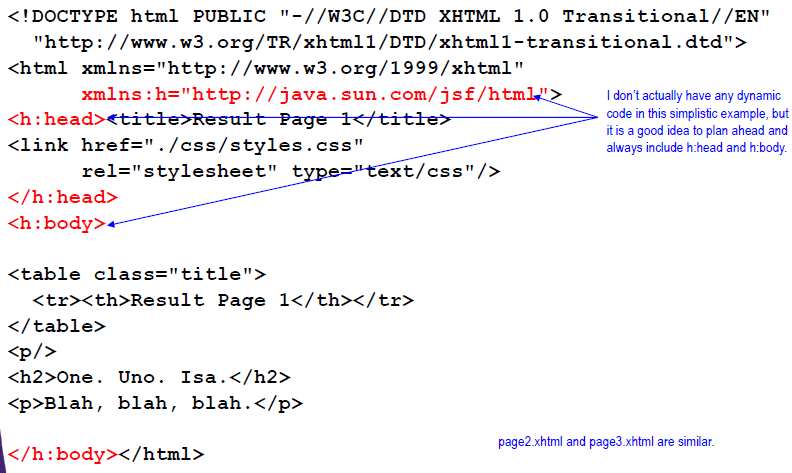 <!DOCTYPE html PUBLIC "-//W3C//DTD XHTML 1.0 Transitional//EN"
"http://www.w3.org/TR/xhtml1/DTD/xhtml1-transitional.dtd">
<html xmlns="http://www.w3.org/1999/xhtml"
xmlns:h="http://java.sun.com/jsf/html">
<h:head><title>Result Page 1</title>
<link href="./css/styles.css"
rel="stylesheet" type="text/css"/>
</h:head>
<h:body>
I don't actually have any dynamic
code in this simplistic example, but
it is a good idea to plan ahead and
always include h:head and h:body.
<table class="title">
<tr><th>Result Page 1</th></tr>
</table>
<p/>
<h2>One. Uno. Isa.</h2>
<p>Blah, blah, blah.</p>
page2.xhtml and page3.xhtml are similar.
</h:body></html>